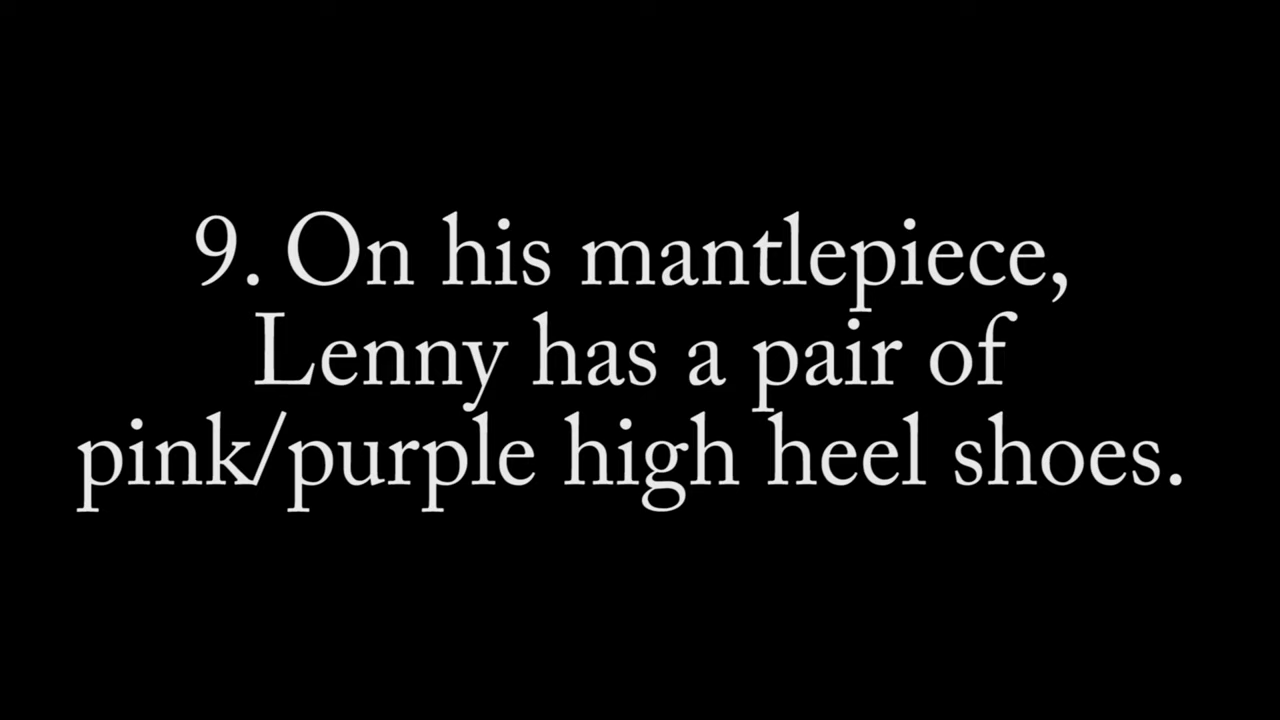 9. On his mantlepiece,
Lenny has a pair of
pink/purple high heel shoes.